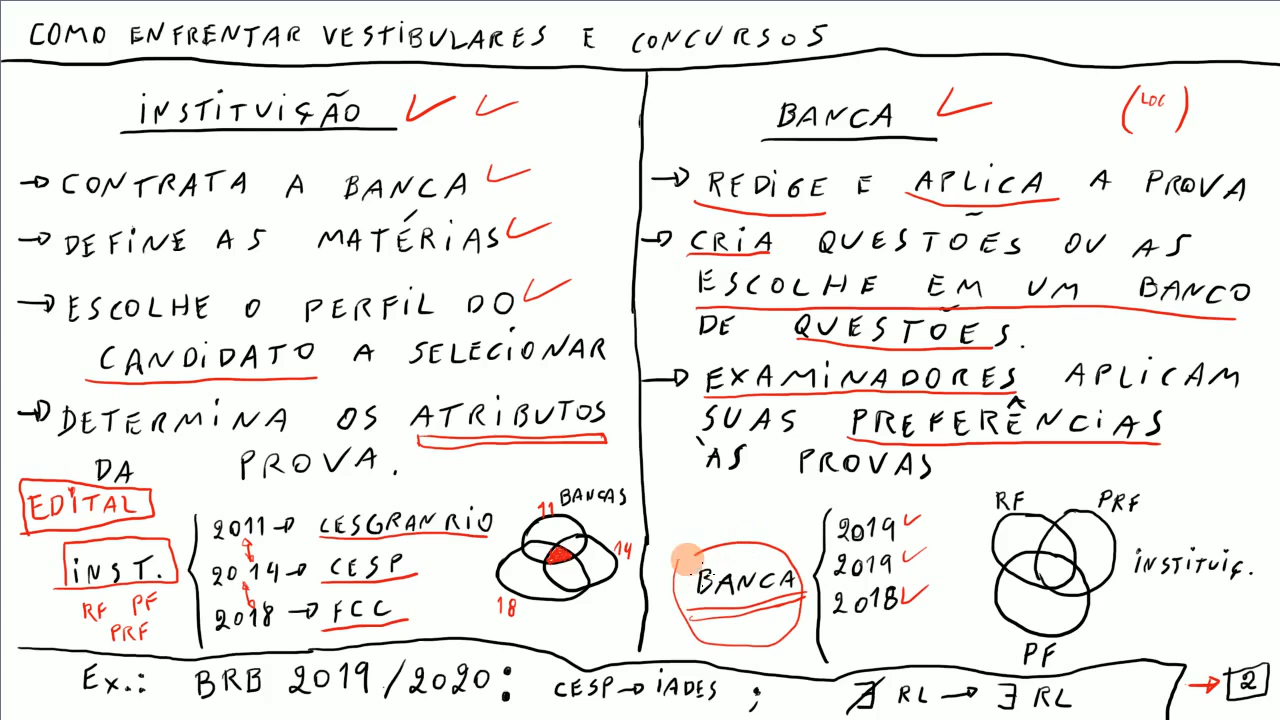 COMO ENFRENTAR VESTIBULARES E CONCURSOS
INSTITUIÇÃO
→ CONTRATA A BANCA
→ DEFINE AS MATÉRIAS
→ ESCOLHE O PERFIL DO
CANDIDATO A SELECIONAR
→ DETERMINA OS ATRIBUTOS
DA PROVA.
EDITAL
INST.
RF PF
PRF
2011 → CESGRANRIO
2014 → CESP
2018 → FCC
BANCAS
11
14
18
BANCA
(LOC)
→ REDIGE E APLICA A PROVA
→ CRIA QUESTÕES OU AS
ESCOLHE EM UM BANCO
DE QUESTÕES.
→ EXAMINADORES APLICAM
SUAS PREFERÊNCIAS
ÀS PROVAS
BANCA
2019
2019
2018
RF PRF
INSTITUIÇ.
PF
Ex.: BRB 2019/2020: CESP → IADES ; ∄ RL → ∃ RL
→ 2